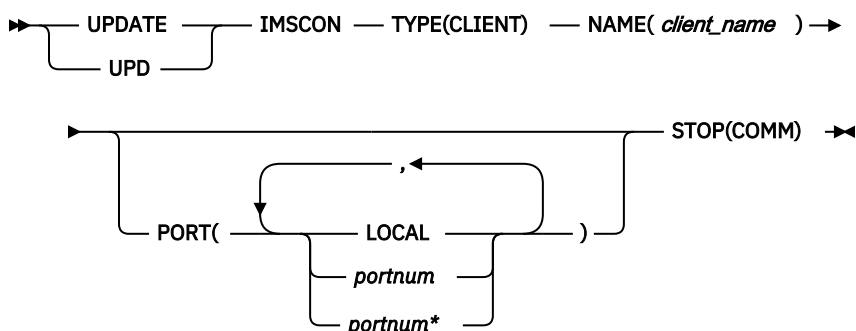 UPDATE IMSCON TYPE(CLIENT) NAME( client_name )
UPD
STOP(COMM)
,
PORT( LOCAL )
portnum
portnum*